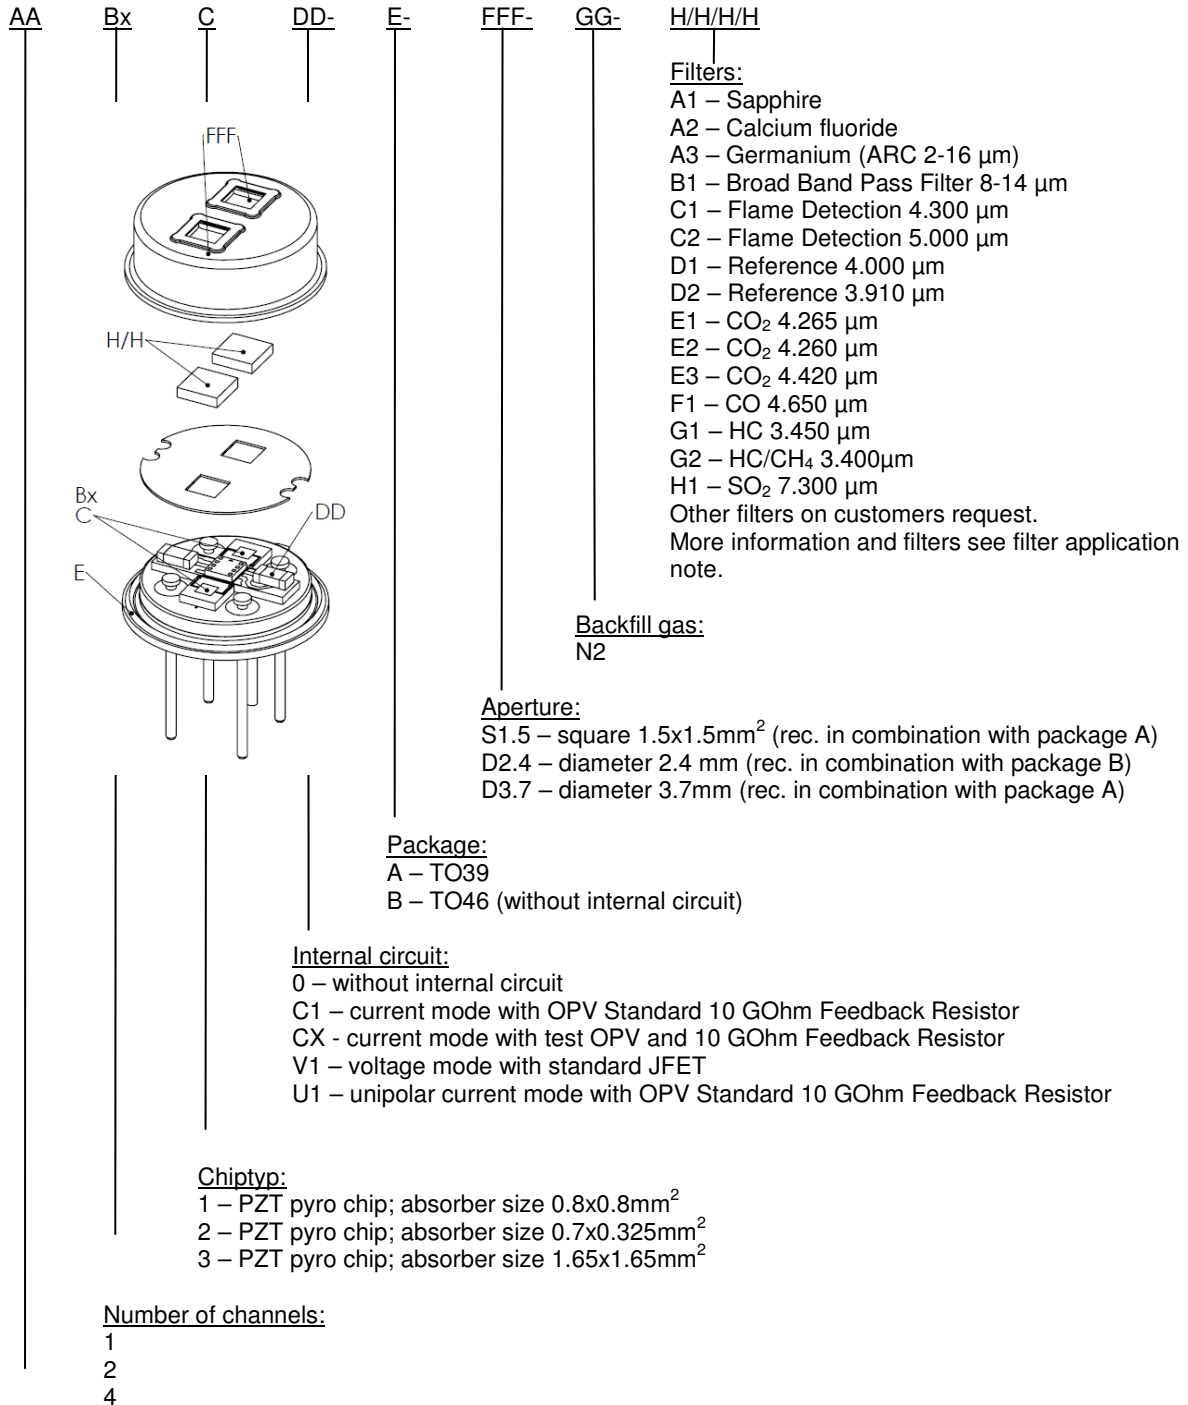 AA Bx C DD- E- FFF- GG- H/H/H/H
Filters:
A1 – Sapphire
A2 – Calcium fluoride
A3 – Germanium (ARC 2-16 µm)
B1 – Broad Band Pass Filter 8-14 µm
C1 – Flame Detection 4.300 µm
C2 – Flame Detection 5.000 µm
D1 – Reference 4.000 µm
D2 – Reference 3.910 µm
E1 – CO₂ 4.265 µm
E2 – CO₂ 4.260 µm
E3 – CO₂ 4.420 µm
F1 – CO 4.650 µm
G1 – HC 3.450 µm
G2 – HC/CH₄ 3.400µm
H1 – SO₂ 7.300 µm
Other filters on customers request.
More information and filters see filter application
note.
FFF
H/H
Bx
C
DD
E
Backfill gas:
N2
Aperture:
S1.5 – square 1.5x1.5mm² (rec. in combination with package A)
D2.4 – diameter 2.4 mm (rec. in combination with package B)
D3.7 – diameter 3.7mm (rec. in combination with package A)
Package:
A – TO39
B – TO46 (without internal circuit)
Internal circuit:
0 – without internal circuit
C1 – current mode with OPV Standard 10 GOhm Feedback Resistor
CX - current mode with test OPV and 10 GOhm Feedback Resistor
V1 – voltage mode with standard JFET
U1 – unipolar current mode with OPV Standard 10 GOhm Feedback Resistor
Chiptyp:
1 – PZT pyro chip; absorber size 0.8x0.8mm²
2 – PZT pyro chip; absorber size 0.7x0.325mm²
3 – PZT pyro chip; absorber size 1.65x1.65mm²
Number of channels:
1
2
4